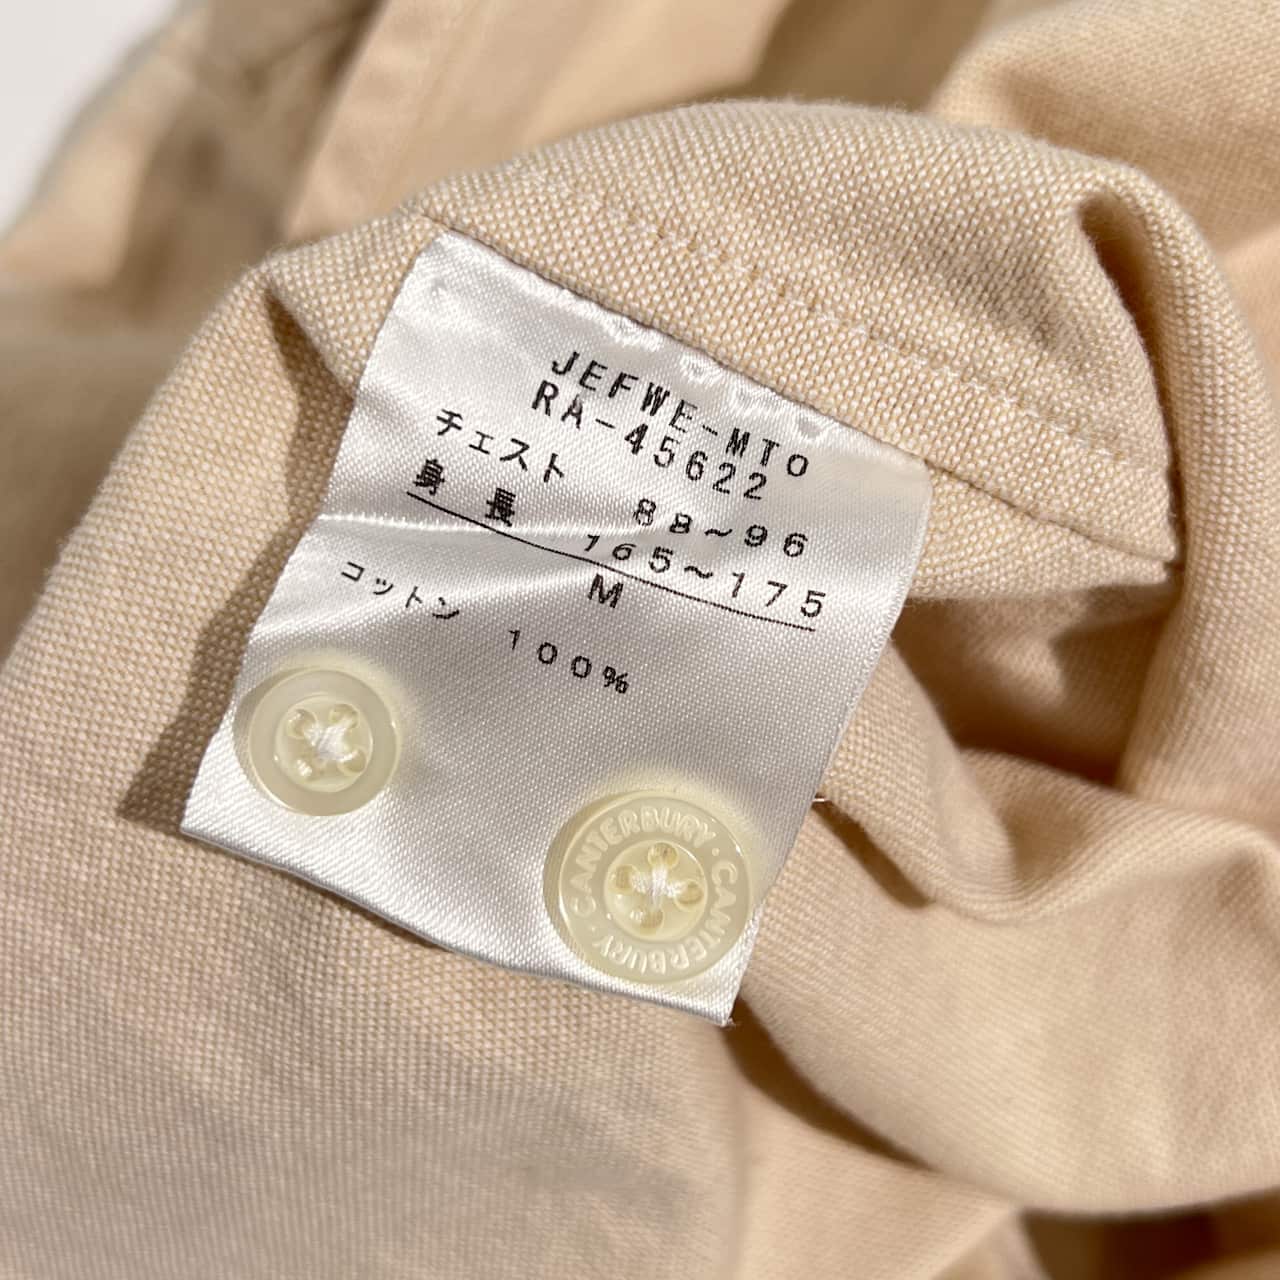 JEFWE-MTO
RA-45622
チェスト 88~96
身長 165~175
M
コットン 100%
CANTERBURY・CANTERBURY・